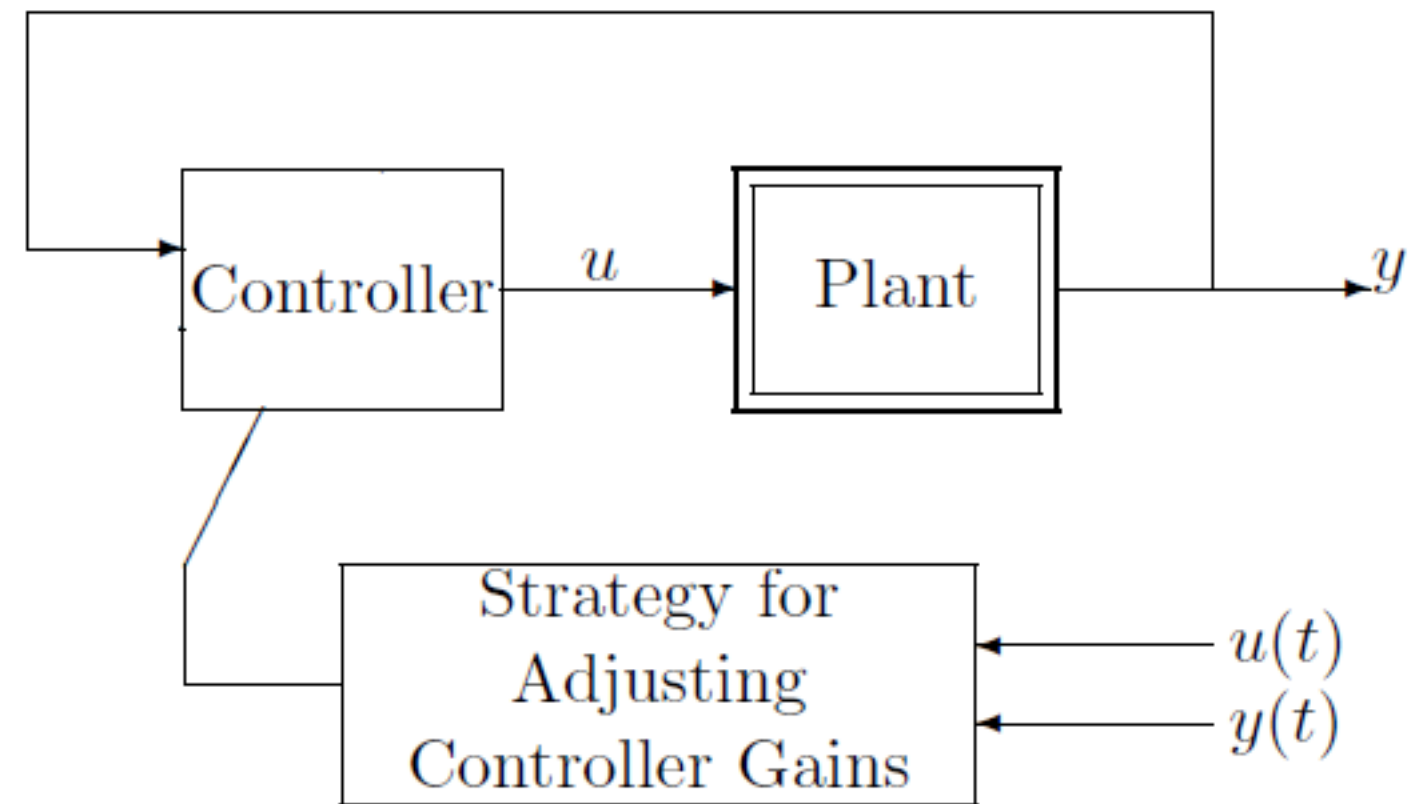 Controller
u
Plant
y
Strategy for
Adjusting
Controller Gains
u(t)
y(t)